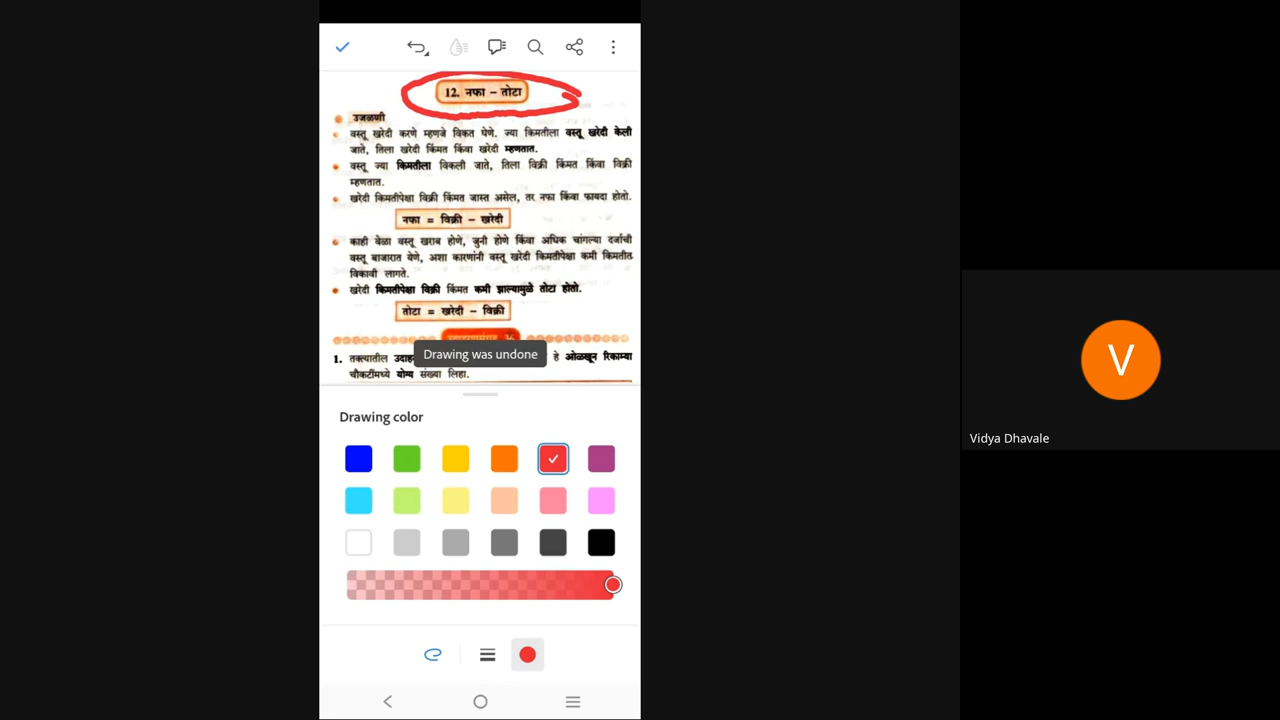 12. नफा – तोटा
उजळणी
वस्तू खरेदी करणे म्हणजे विकत घेणे. ज्या किमतीला वस्तू खरेदी केली
जाते, तिला खरेदी किंमत किंवा खरेदी म्हणतात.
वस्तू ज्या किमतीला विकली जाते, तिला विक्री किंमत किंवा विक्री
म्हणतात.
खरेदी किमतीपेक्षा विक्री किंमत जास्त असेल, तर नफा किंवा फायदा होतो.
नफा = विक्री – खरेदी
काही वेळा वस्तू खराब होणे, जुनी होणे किंवा अधिक चांगल्या दर्जाची
वस्तू बाजारात येणे, अशा कारणांनी वस्तू खरेदी किमतीपेक्षा कमी किमतीत
विकावी लागते.
खरेदी किमतीपेक्षा विक्री किंमत कमी झाल्यामुळे तोटा होतो.
तोटा = खरेदी – विक्री
Drawing was undone
1. तक्त्यातील हे ओळखून रिकाम्या
चौकटींमध्ये योग्य संख्या लिहा.
Drawing color
V
Vidya Dhavale